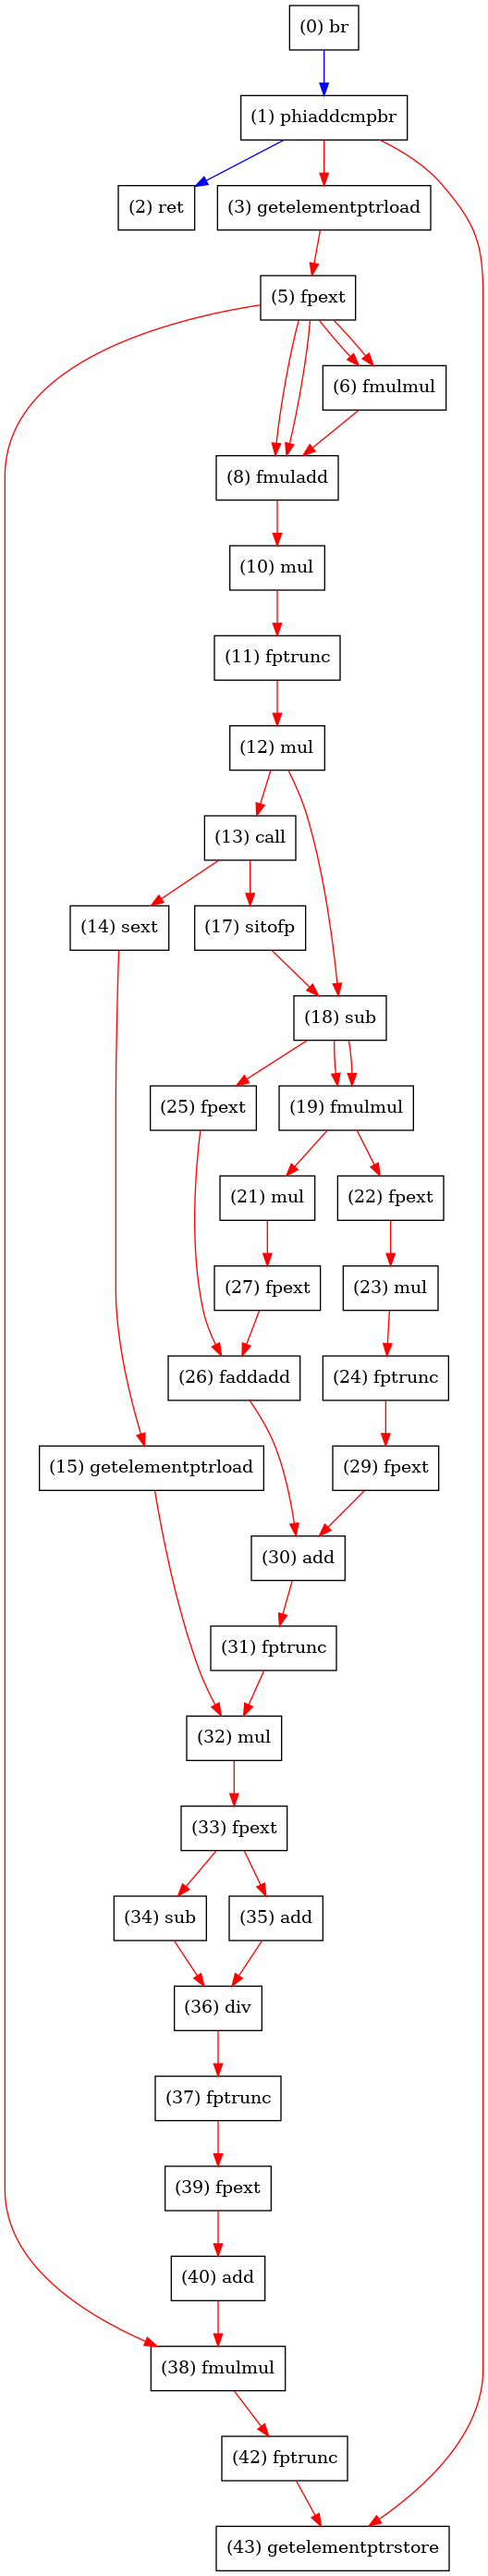 (0) br
(1) phiaddcmpbr
(2) ret
(3) getelementptrload
(5) fpext
(6) fmulmul
(8) fmuladd
(10) mul
(11) fptrunc
(12) mul
(13) call
(14) sext
(17) sitofp
(18) sub
(25) fpext
(19) fmulmul
(21) mul
(22) fpext
(27) fpext
(23) mul
(26) faddadd
(24) fptrunc
(15) getelementptrload
(29) fpext
(30) add
(31) fptrunc
(32) mul
(33) fpext
(34) sub
(35) add
(36) div
(37) fptrunc
(39) fpext
(40) add
(38) fmulmul
(42) fptrunc
(43) getelementptrstore